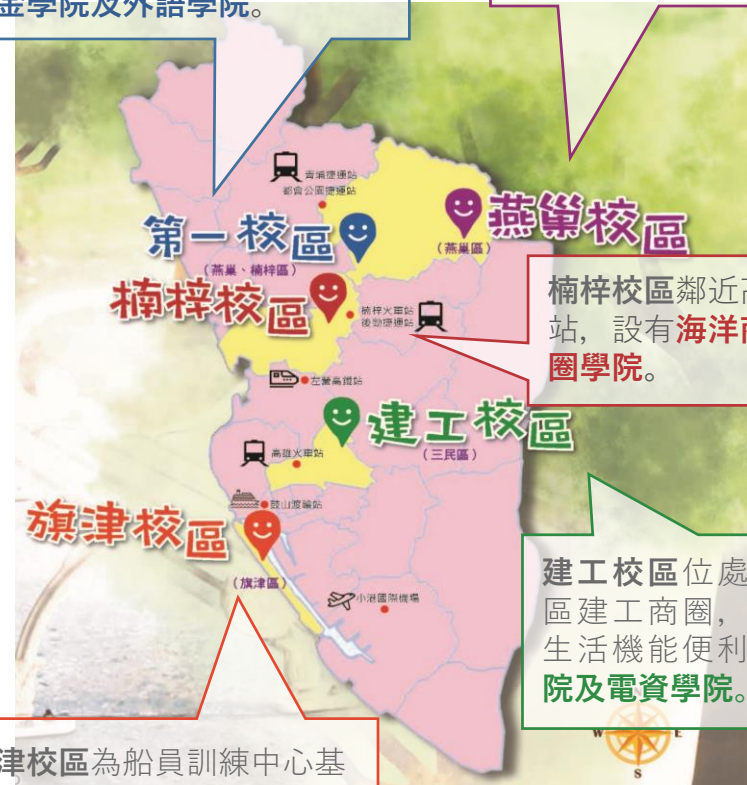 金學院及外語學院。
青埔捷運站
都會公園捷運站
第一校區
(燕巢、楠梓區)
燕巢校區
(燕巢區)
楠梓校區
楠梓火車站
後勁捷運站
楠梓校區鄰近
站，設有海洋商
圈學院。
左營高鐵站
建工校區
(三民區)
高雄火車站
鼓山渡輪站
旗津校區
(旗津區)
小港國際機場
建工校區位處
區建工商圈，
生活機能便利
院及電資學院。
津校區為船員訓練中心基
N
W
E
S